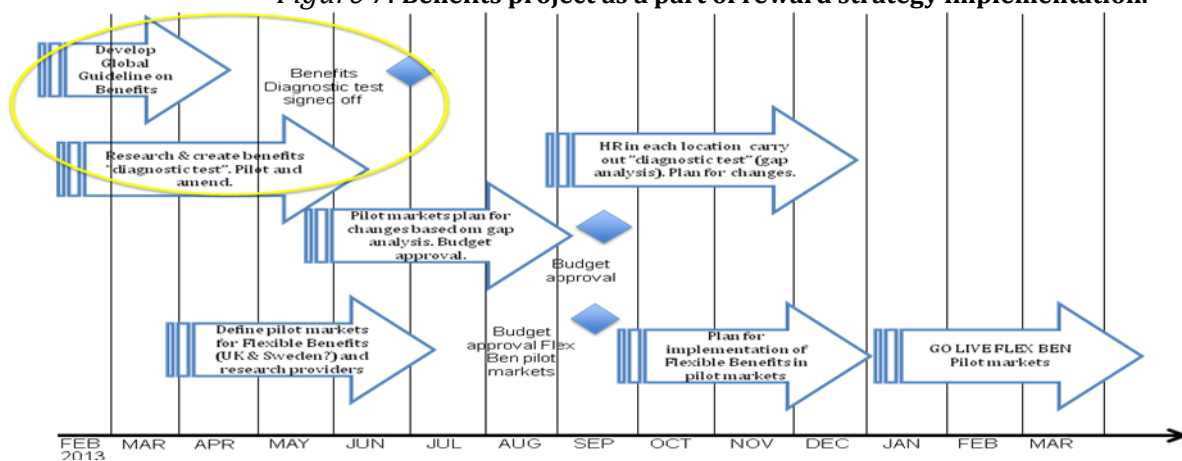 Figure 7. Benefits project as a part of reward strategy implementation.
Develop
Global
Guideline on
Benefits
Benefits
Diagnostic test
signed off
Research & create benefits
"diagnostic test". Pilot and
amend.
HR in each location carry
out "diagnostic test" (gap
analysis). Plan for changes.
Pilot markets plan for
changes based om gap
analysis. Budget
approval.
Budget
approval
Define pilot markets
for Flexible Benefits
(UK & Sweden?) and
research providers
Budget
approval Flex
Ben pilot
markets
Plan for
implementation of
Flexible Benefits in
pilot markets
GO LIVE FLEX BEN
Pilot markets
FEB MAR APR MAY JUN JUL AUG SEP OCT NOV DEC JAN FEB MAR
2013